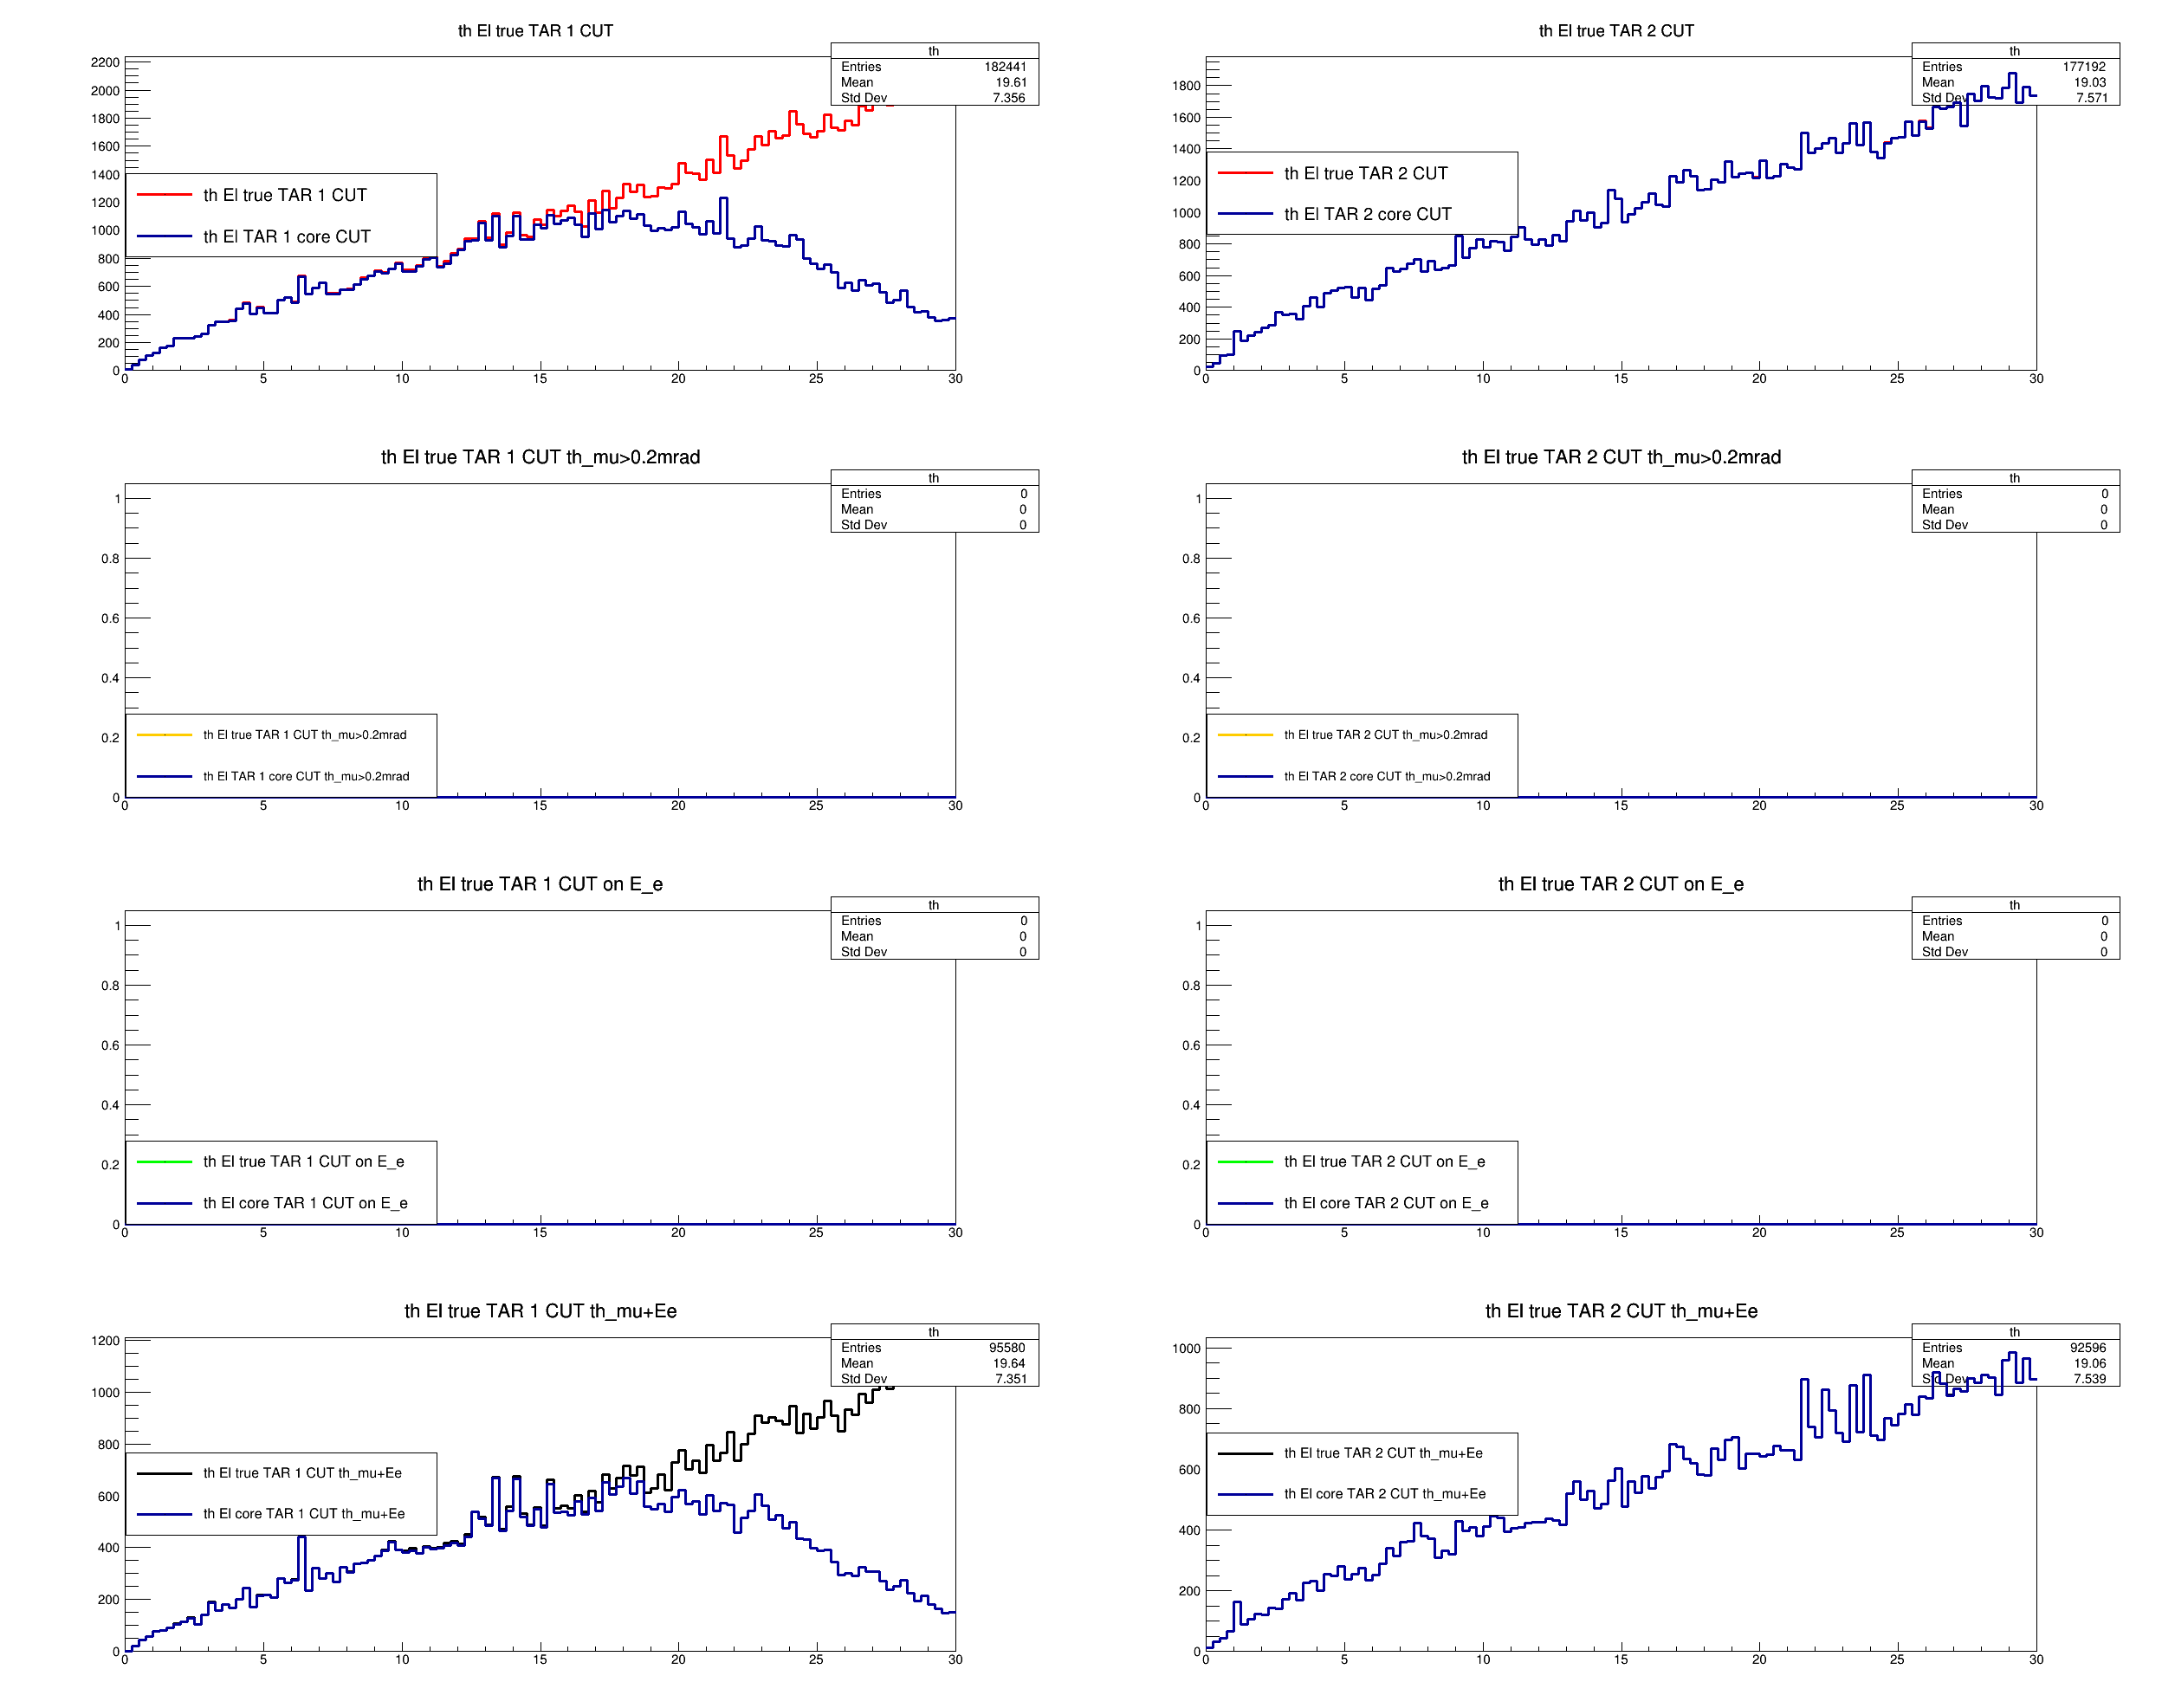 th El true TAR 1 CUT
th
Entries 182441
Mean 19.61
Std Dev 7.356
2200
2000
1800
1600
1400
1200
1000
800
600
400
200
0
th El true TAR 1 CUT
th El TAR 1 core CUT
0 5 10 15 20 25 30
th El true TAR 2 CUT
th
Entries 177192
Mean 19.03
Std Dev 7.571
1800
1600
1400
1200
1000
800
600
400
200
0
th El true TAR 2 CUT
th El TAR 2 core CUT
0 5 10 15 20 25 30
th El true TAR 1 CUT th_mu>0.2mrad
th
Entries 0
Mean 0
Std Dev 0
1
0.8
0.6
0.4
0.2
0
th El true TAR 1 CUT th_mu>0.2mrad
th El TAR 1 core CUT th_mu>0.2mrad
0 5 10 15 20 25 30
th El true TAR 2 CUT th_mu>0.2mrad
th
Entries 0
Mean 0
Std Dev 0
1
0.8
0.6
0.4
0.2
0
th El true TAR 2 CUT th_mu>0.2mrad
th El TAR 2 core CUT th_mu>0.2mrad
0 5 10 15 20 25 30
th El true TAR 1 CUT on E_e
th
Entries 0
Mean 0
Std Dev 0
1
0.8
0.6
0.4
0.2
0
th El true TAR 1 CUT on E_e
th El core TAR 1 CUT on E_e
0 5 10 15 20 25 30
th El true TAR 2 CUT on E_e
th
Entries 0
Mean 0
Std Dev 0
1
0.8
0.6
0.4
0.2
0
th El true TAR 2 CUT on E_e
th El core TAR 2 CUT on E_e
0 5 10 15 20 25 30
th El true TAR 1 CUT th_mu+Ee
th
Entries 95580
Mean 19.64
Std Dev 7.351
1200
1000
800
600
400
200
0
th El true TAR 1 CUT th_mu+Ee
th El core TAR 1 CUT th_mu+Ee
0 5 10 15 20 25 30
th El true TAR 2 CUT th_mu+Ee
th
Entries 92596
Mean 19.06
Std Dev 7.539
1000
800
600
400
200
0
th El true TAR 2 CUT th_mu+Ee
th El core TAR 2 CUT th_mu+Ee
0 5 10 15 20 25 30